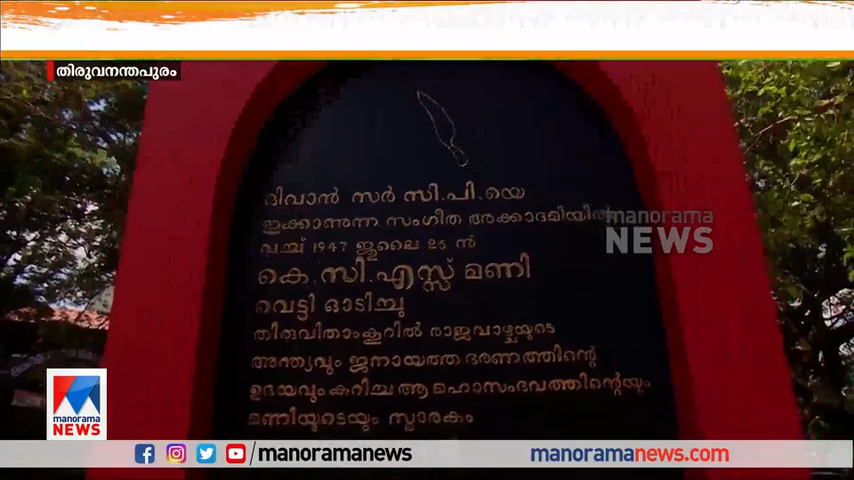 തിരുവനന്തപുരം
ദിവാൻ സർ സി.പി.യെ
ഇക്കാണുന്ന സംഗീത അക്കാദമിയിൽ
വച്ച് 1947 ജൂലൈ 25 ൻ
കെ.സി.എസ്സ് മണി
വെട്ടി ഓടിച്ചു
തിരുവിതാംകൂറിൽ രാജവാഴ്ചയുടെ
അന്ത്യവും ജനായത്ത ഭരണത്തിന്റെ
ഉദയവും കുറിച്ച ആ മഹാസംഭവത്തിന്റെയും
മണിയുടെയും സ്മാരകം
manorama
NEWS
manorama
NEWS
/manoramanews manoramanews.com